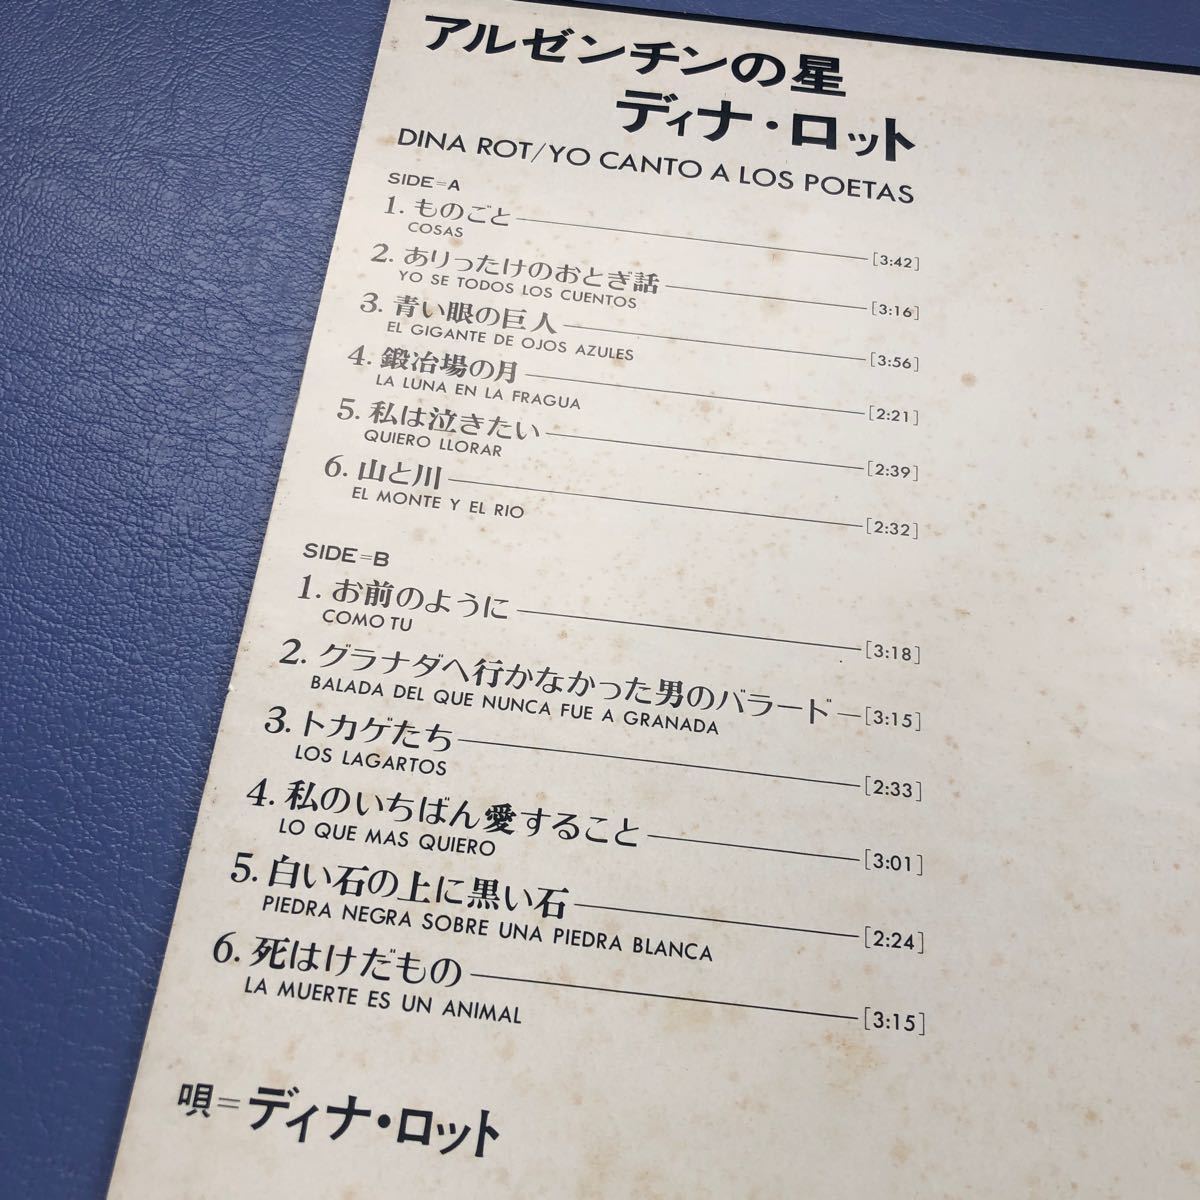 アルゼンチンの星
ディナ・ロット
DINA ROT/YO CANTO A LOS POETAS
SIDE=A
1. ものごと [3:42]
COSAS
2. ありったけのおとぎ話 [3:16]
YO SE TODOS LOS CUENTOS
3. 青い眼の巨人 [3:56]
EL GIGANTE DE OJOS AZULES
4. 鍛冶場の月 [2:21]
LA LUNA EN LA FRAGUA
5. 私は泣きたい [2:39]
QUIERO LLORAR
6. 山と川 [2:32]
EL MONTE Y EL RIO
SIDE=B
1. お前のように [3:18]
COMO TU
2. グラナダへ行かなかった男のバラード [3:15]
BALADA DEL QUE NUNCA FUE A GRANADA
3. トカゲたち [2:33]
LOS LAGARTOS
4. 私のいちばん愛すること [3:01]
LO QUE MAS QUIERO
5. 白い石の上に黒い石 [2:24]
PIEDRA NEGRA SOBRE UNA PIEDRA BLANCA
6. 死はけだもの [3:15]
LA MUERTE ES UN ANIMAL
唄=ディナ・ロット